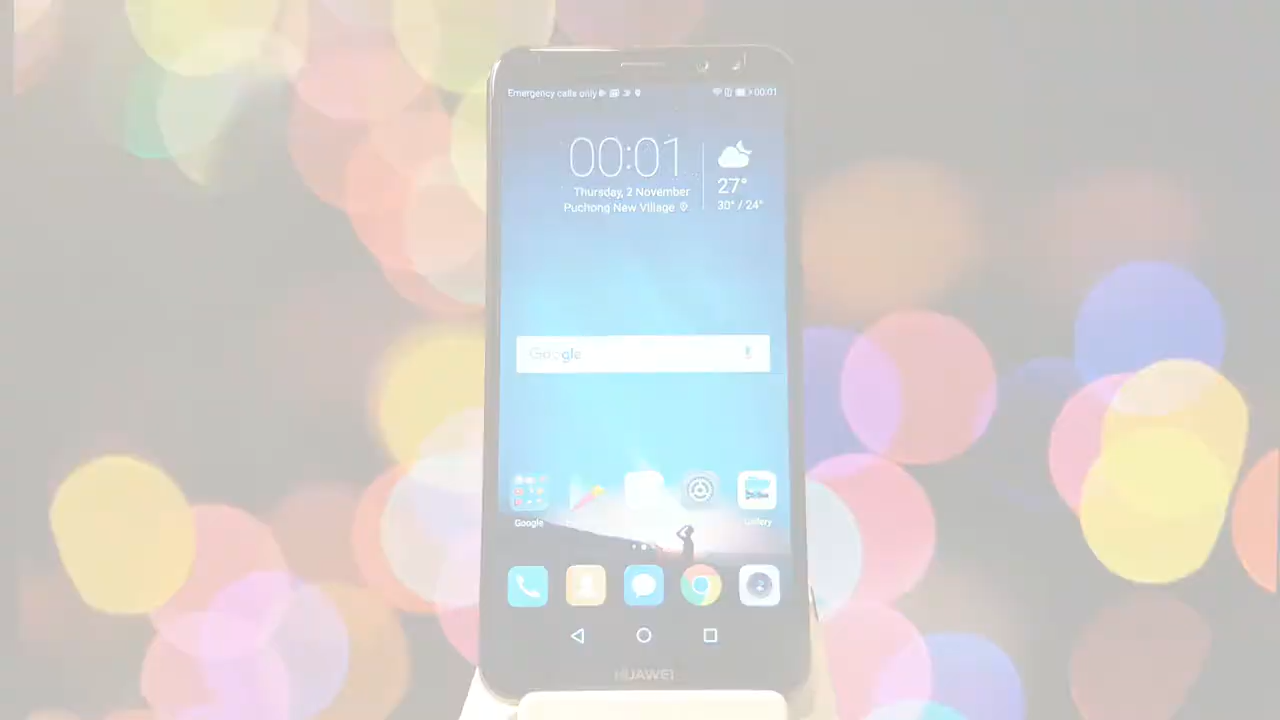 Emergency calls only
00:01
00:01
27°
Thursday, 2 November
Puchong New Village
30° / 24°
Google
Google
Gallery
HUAWEI